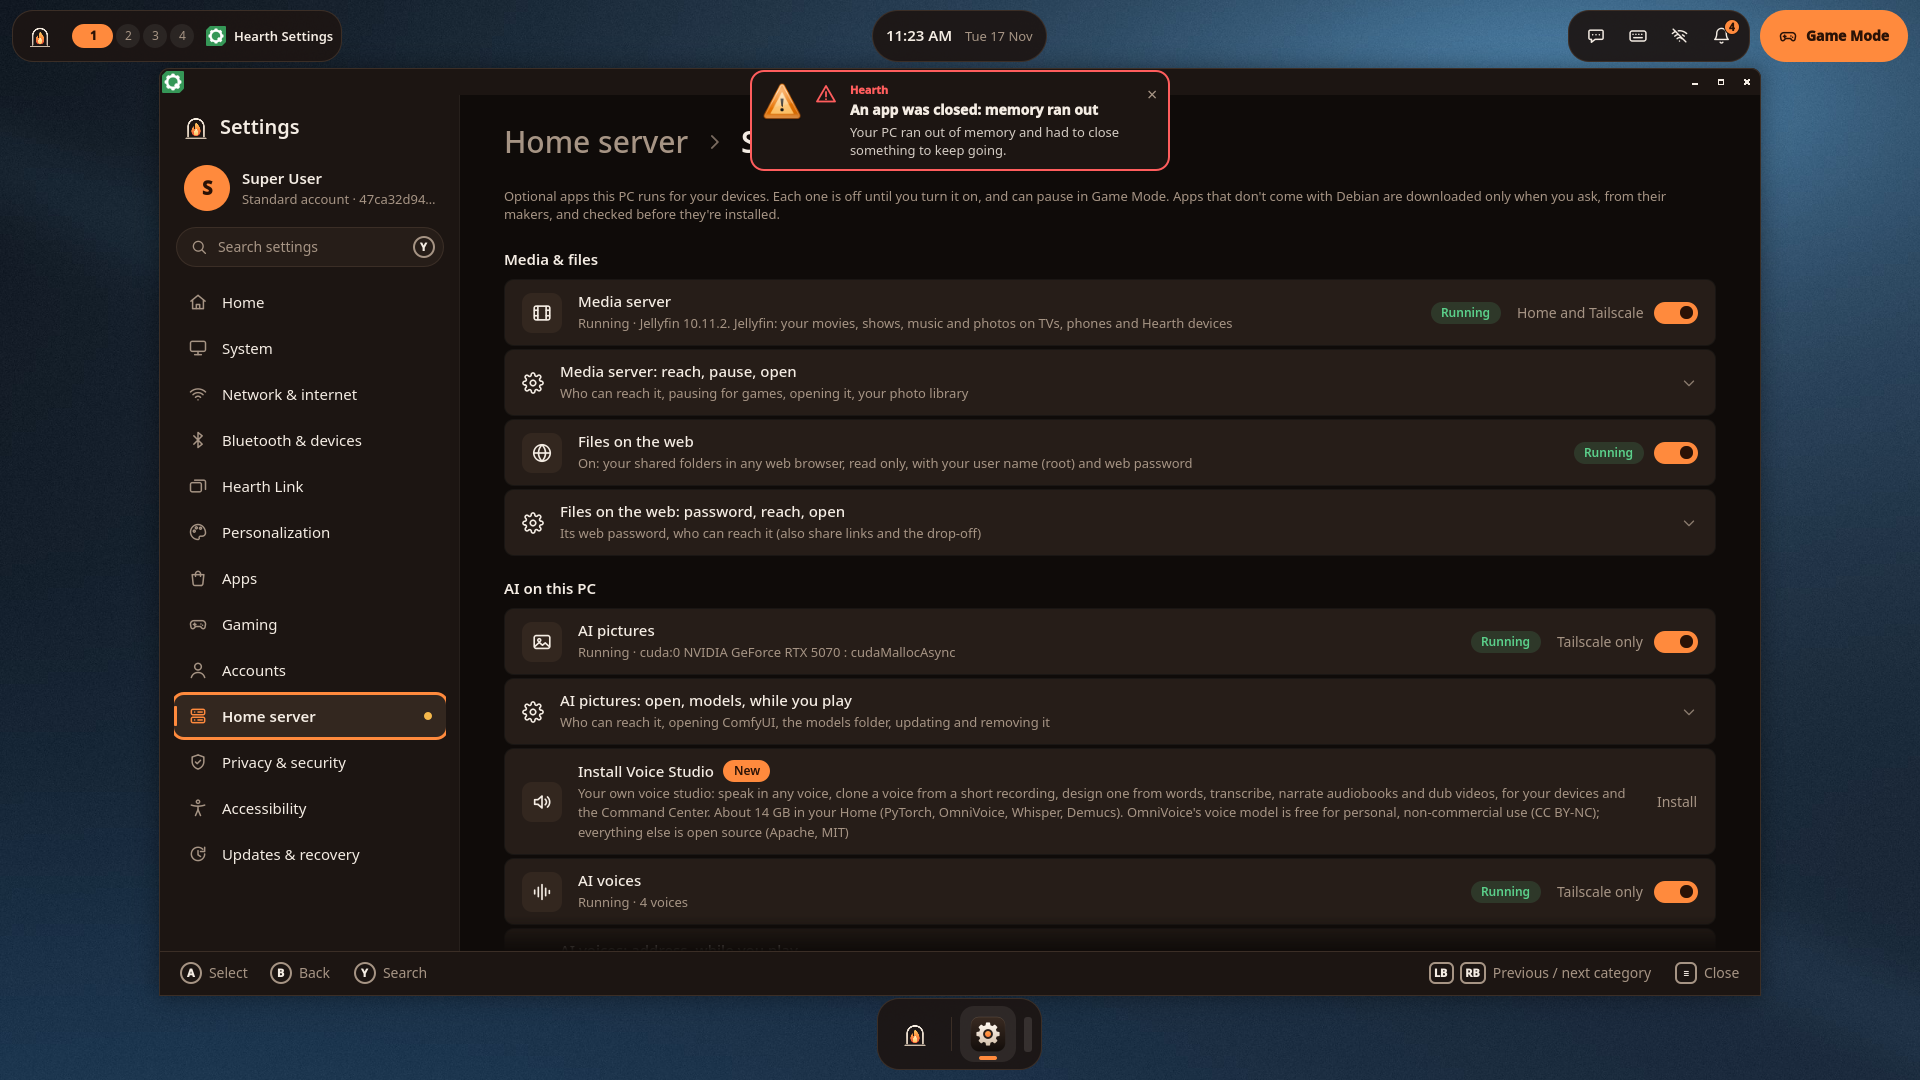 1 2 3 4 Hearth Settings
11:23 AM Tue 17 Nov
4
Game Mode
Hearth
An app was closed: memory ran out
Your PC ran out of memory and had to close
something to keep going.
Settings
S
Super User
Standard account · 47ca32d94...
Search settings Y
Home
System
Network & internet
Bluetooth & devices
Hearth Link
Personalization
Apps
Gaming
Accounts
Home server
Privacy & security
Accessibility
Updates & recovery
Home server
Optional apps this PC runs for your devices. Each one is off until you turn it on, and can pause in Game Mode. Apps that don't come with Debian are downloaded only when you ask, from their
makers, and checked before they're installed.
Media & files
Media server
Running · Jellyfin 10.11.2. Jellyfin: your movies, shows, music and photos on TVs, phones and Hearth devices
Running Home and Tailscale
Media server: reach, pause, open
Who can reach it, pausing for games, opening it, your photo library
Files on the web
On: your shared folders in any web browser, read only, with your user name (root) and web password
Running
Files on the web: password, reach, open
Its web password, who can reach it (also share links and the drop-off)
AI on this PC
AI pictures
Running · cuda:0 NVIDIA GeForce RTX 5070 : cudaMallocAsync
Running Tailscale only
AI pictures: open, models, while you play
Who can reach it, opening ComfyUI, the models folder, updating and removing it
Install Voice Studio New
Your own voice studio: speak in any voice, clone a voice from a short recording, design one from words, transcribe, narrate audiobooks and dub videos, for your devices and
the Command Center. About 14 GB in your Home (PyTorch, OmniVoice, Whisper, Demucs). OmniVoice's voice model is free for personal, non-commercial use (CC BY-NC);
everything else is open source (Apache, MIT)
Install
AI voices
Running · 4 voices
Running Tailscale only
A Select B Back Y Search
LB RB Previous / next category Close